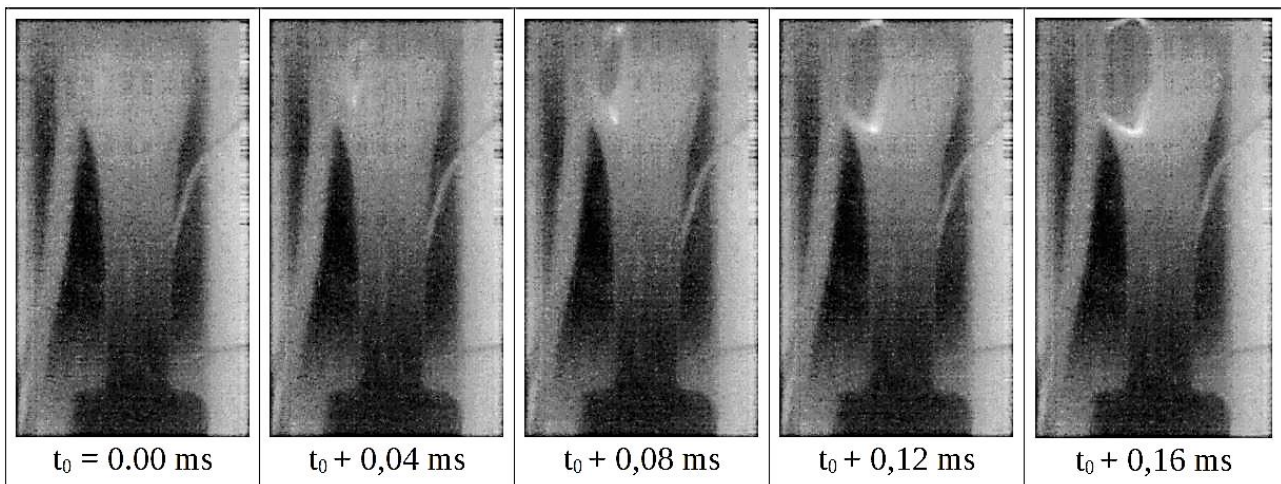 t₀ = 0.00 ms
t₀ + 0,04 ms
t₀ + 0,08 ms
t₀ + 0,12 ms
t₀ + 0,16 ms